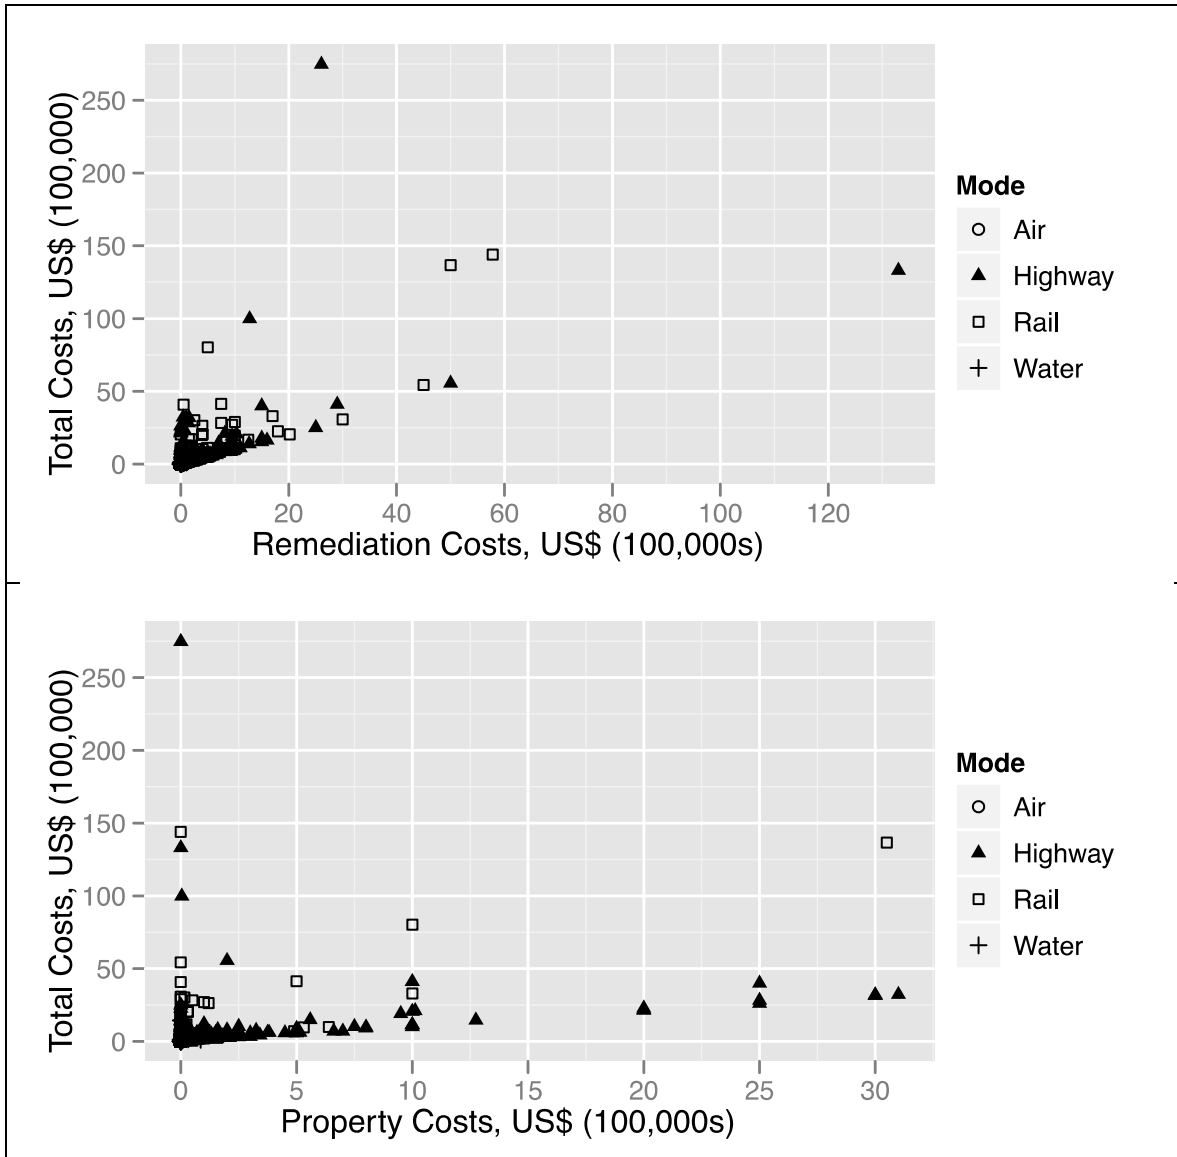 Total Costs, US$ (100,000)
250
200
150
100
50
0
0 20 40 60 80 100 120
Remediation Costs, US$ (100,000s)
Mode
Air
Highway
Rail
Water
Total Costs, US$ (100,000)
250
200
150
100
50
0
0 5 10 15 20 25 30
Property Costs, US$ (100,000s)
Mode
Air
Highway
Rail
Water